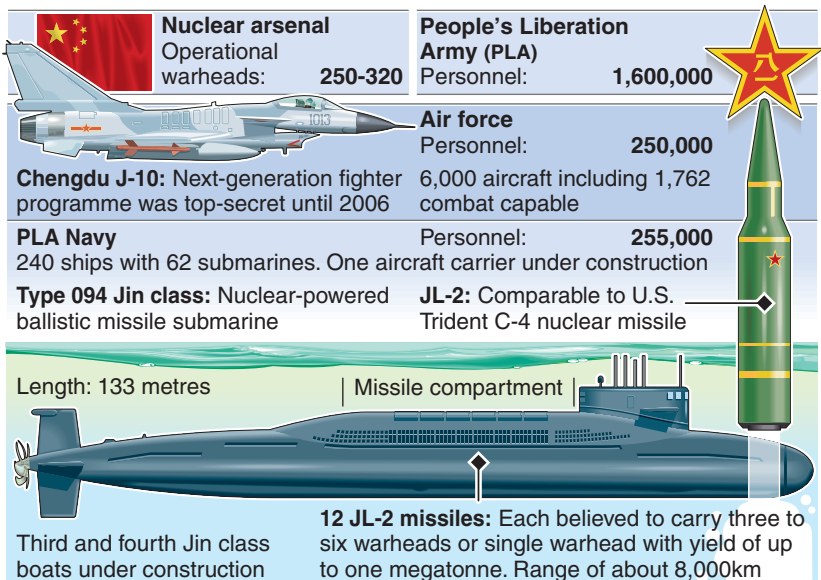 Nuclear arsenal
Operational
warheads: 250-320
People's Liberation
Army (PLA)
Personnel: 1,600,000
八
1013
Air force
Personnel: 250,000
Chengdu J-10: Next-generation fighter
programme was top-secret until 2006
6,000 aircraft including 1,762
combat capable
PLA Navy
Personnel: 255,000
240 ships with 62 submarines. One aircraft carrier under construction
Type 094 Jin class: Nuclear-powered
ballistic missile submarine
JL-2: Comparable to U.S.
Trident C-4 nuclear missile
Length: 133 metres
Missile compartment
12 JL-2 missiles: Each believed to carry three to
six warheads or single warhead with yield of up
to one megatonne. Range of about 8,000km
Third and fourth Jin class
boats under construction